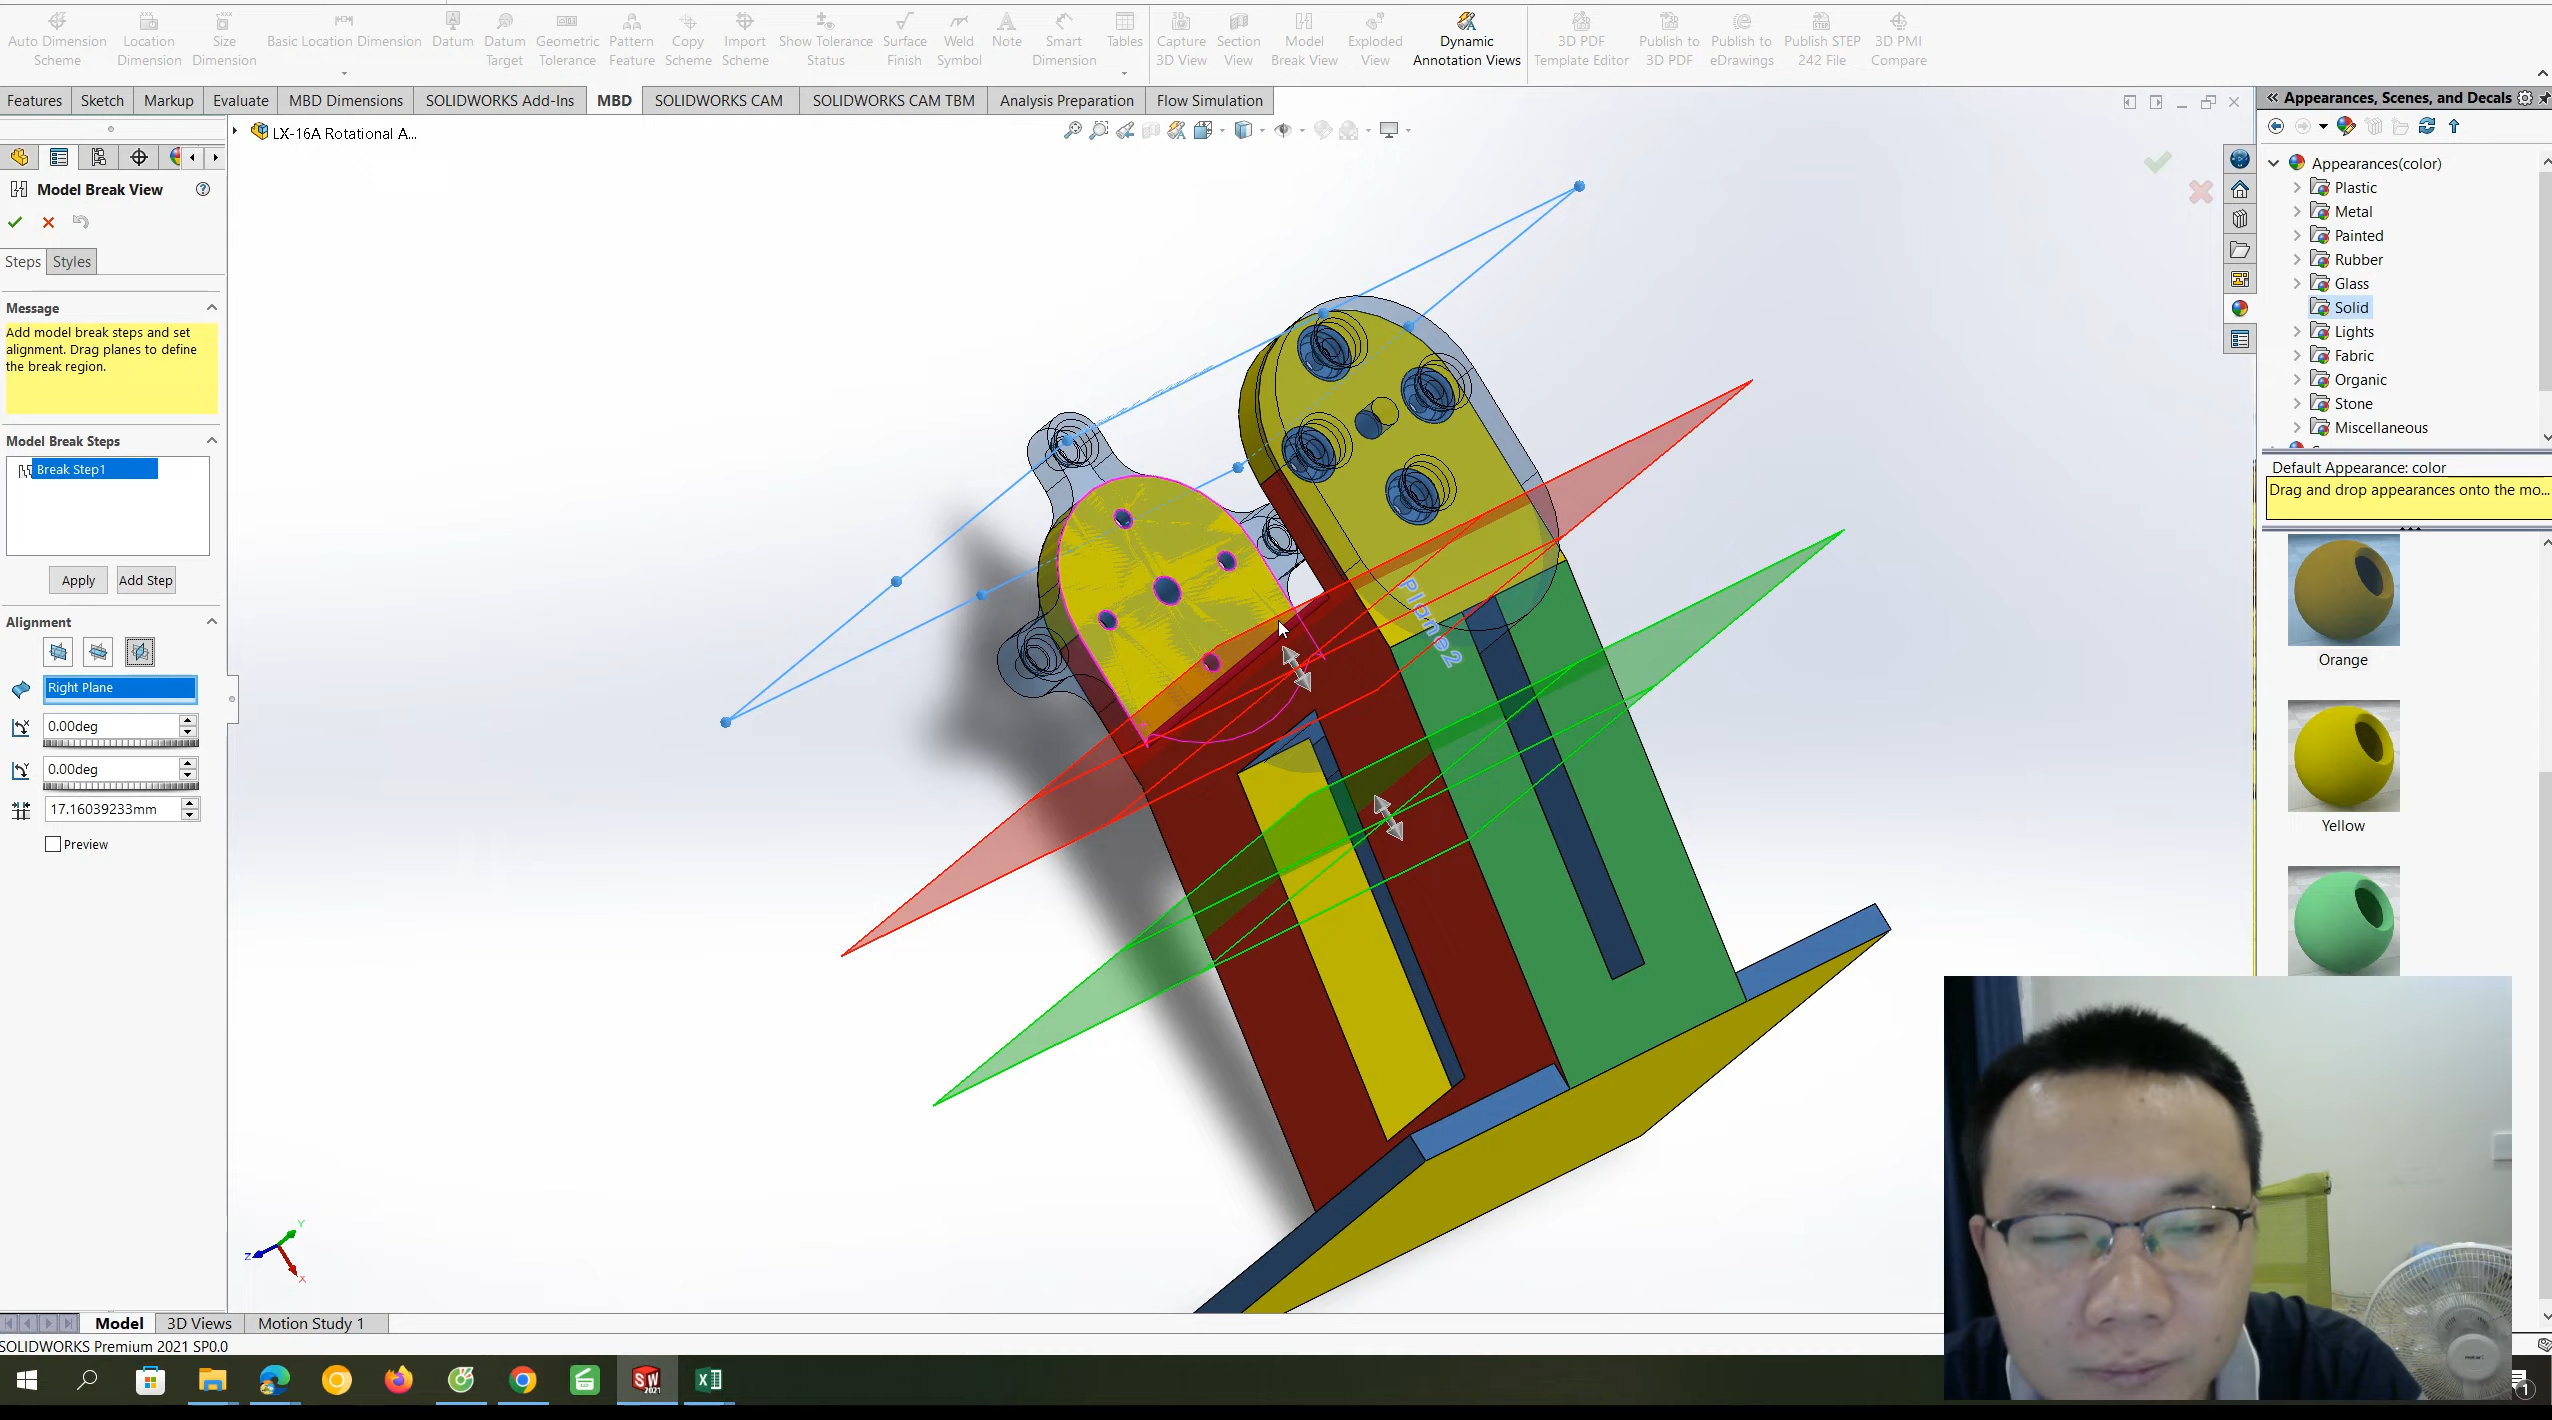 Auto Dimension Scheme
Location Dimension
Size Dimension
Basic Location Dimension
Datum
Datum Target
Geometric Tolerance
Pattern Feature
Copy Scheme
Import Scheme
Show Tolerance Status
Surface Finish
Weld Symbol
Note
Smart Dimension
Tables
Capture 3D View
Section View
Model Break View
Exploded View
Dynamic Annotation Views
3D PDF Template Editor
Publish to 3D PDF
Publish to eDrawings
Publish STEP 242 File
3D PMI Compare
Features
Sketch
Markup
Evaluate
MBD Dimensions
SOLIDWORKS Add-Ins
MBD
SOLIDWORKS CAM
SOLIDWORKS CAM TBM
Analysis Preparation
Flow Simulation
LX-16A Rotational A...
Model Break View
Steps
Styles
Message
Add model break steps and set
alignment. Drag planes to define
the break region.
Model Break Steps
Break Step1
Apply
Add Step
Alignment
Right Plane
0.00deg
0.00deg
17.16039233mm
Preview
Plane2
Y
Z
X
Appearances, Scenes, and Decals
Appearances(color)
Plastic
Metal
Painted
Rubber
Glass
Solid
Lights
Fabric
Organic
Stone
Miscellaneous
Default Appearance: color
Drag and drop appearances onto the mo...
Orange
Yellow
Model
3D Views
Motion Study 1
SOLIDWORKS Premium 2021 SP0.0
SW
2021
X
1